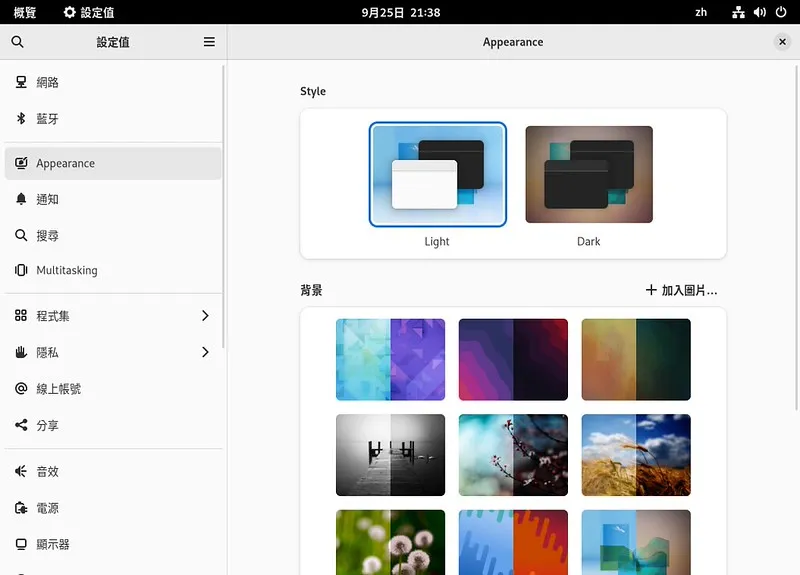 概覽 設定值 9月25日 21:38 zh
設定值 Appearance
網路
藍牙
Appearance
通知
搜尋
Multitasking
程式集
隱私
線上帳號
分享
音效
電源
顯示器
Style
Light Dark
背景 加入圖片…